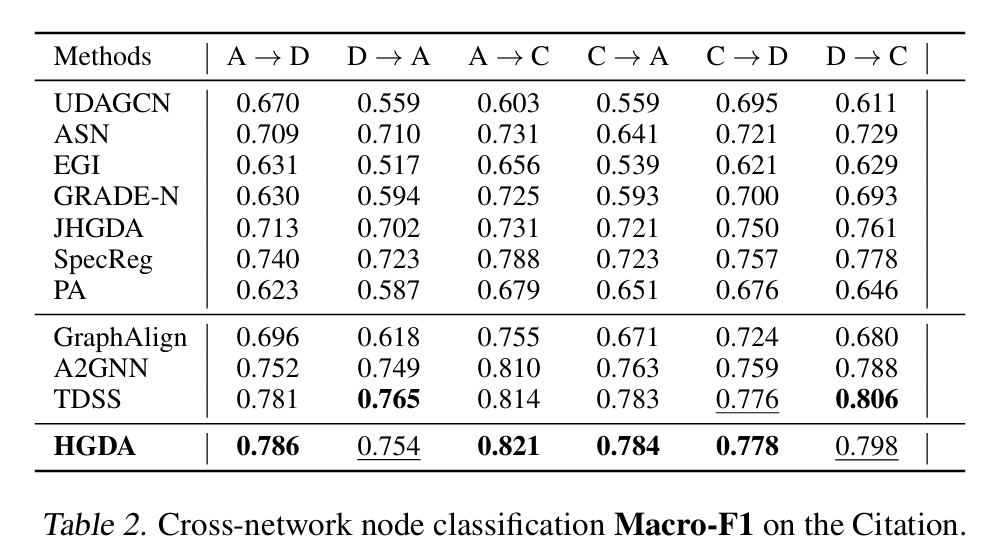 Methods A → D D → A A → C C → A C → D D → C
UDAGCN 0.670 0.559 0.603 0.559 0.695 0.611
ASN 0.709 0.710 0.731 0.641 0.721 0.729
EGI 0.631 0.517 0.656 0.539 0.621 0.629
GRADE-N 0.630 0.594 0.725 0.593 0.700 0.693
JHGDA 0.713 0.702 0.731 0.721 0.750 0.761
SpecReg 0.740 0.723 0.788 0.723 0.757 0.778
PA 0.623 0.587 0.679 0.651 0.676 0.646
GraphAlign 0.696 0.618 0.755 0.671 0.724 0.680
A2GNN 0.752 0.749 0.810 0.763 0.759 0.788
TDSS 0.781 0.765 0.814 0.783 0.776 0.806
HGDA 0.786 0.754 0.821 0.784 0.778 0.798
Table 2. Cross-network node classification Macro-F1 on the Citation.